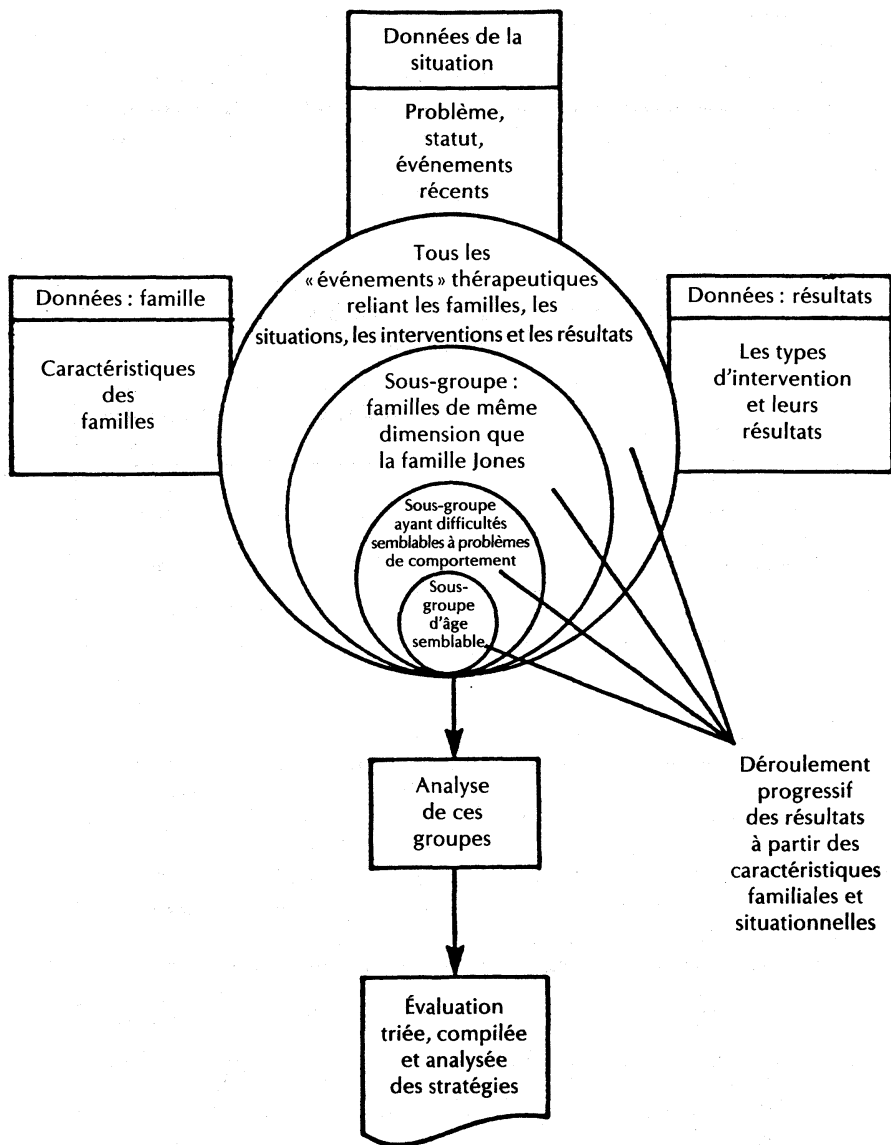 Données de la
situation
Problème,
statut,
événements
récents
Tous les
« événements » thérapeutiques
reliant les familles, les
situations, les interventions et les résultats
Données : famille
Caractéristiques
des
familles
Données : résultats
Les types
d'intervention
et leurs
résultats
Sous-groupe :
familles de même
dimension que
la famille Jones
Sous-groupe
ayant difficultés
semblables à problèmes
de comportement
Sous-
groupe
d'âge
semblable
Déroulement
progressif
des résultats
à partir des
caractéristiques
familiales et
situationnelles
Analyse
de ces
groupes
Évaluation
triée, compilée
et analysée
des stratégies